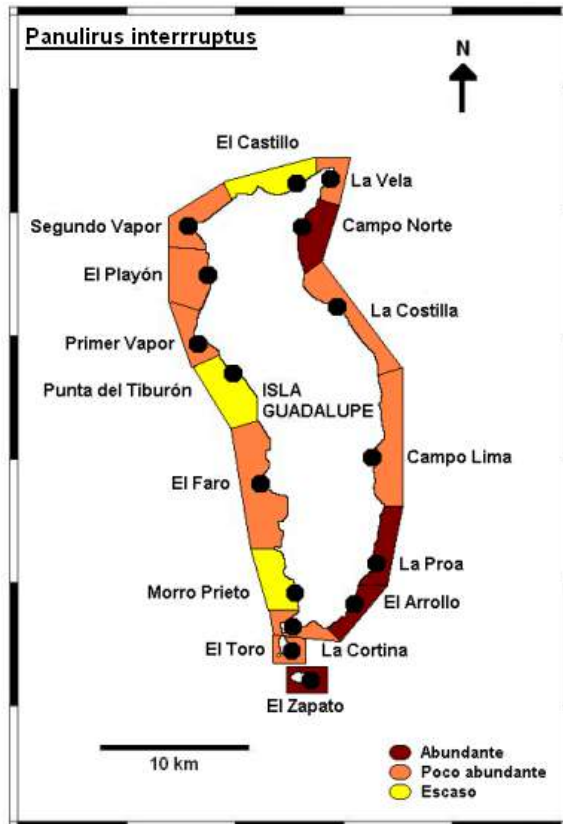 Panulirus interrruptus
N
El Castillo
La Vela
Segundo Vapor
Campo Norte
El Playón
La Costilla
Primer Vapor
Punta del Tiburón
ISLA
GUADALUPE
El Faro
Campo Lima
La Proa
Morro Prieto
El Arrollo
El Toro
La Cortina
El Zapato
10 km
Abundante
Poco abundante
Escaso